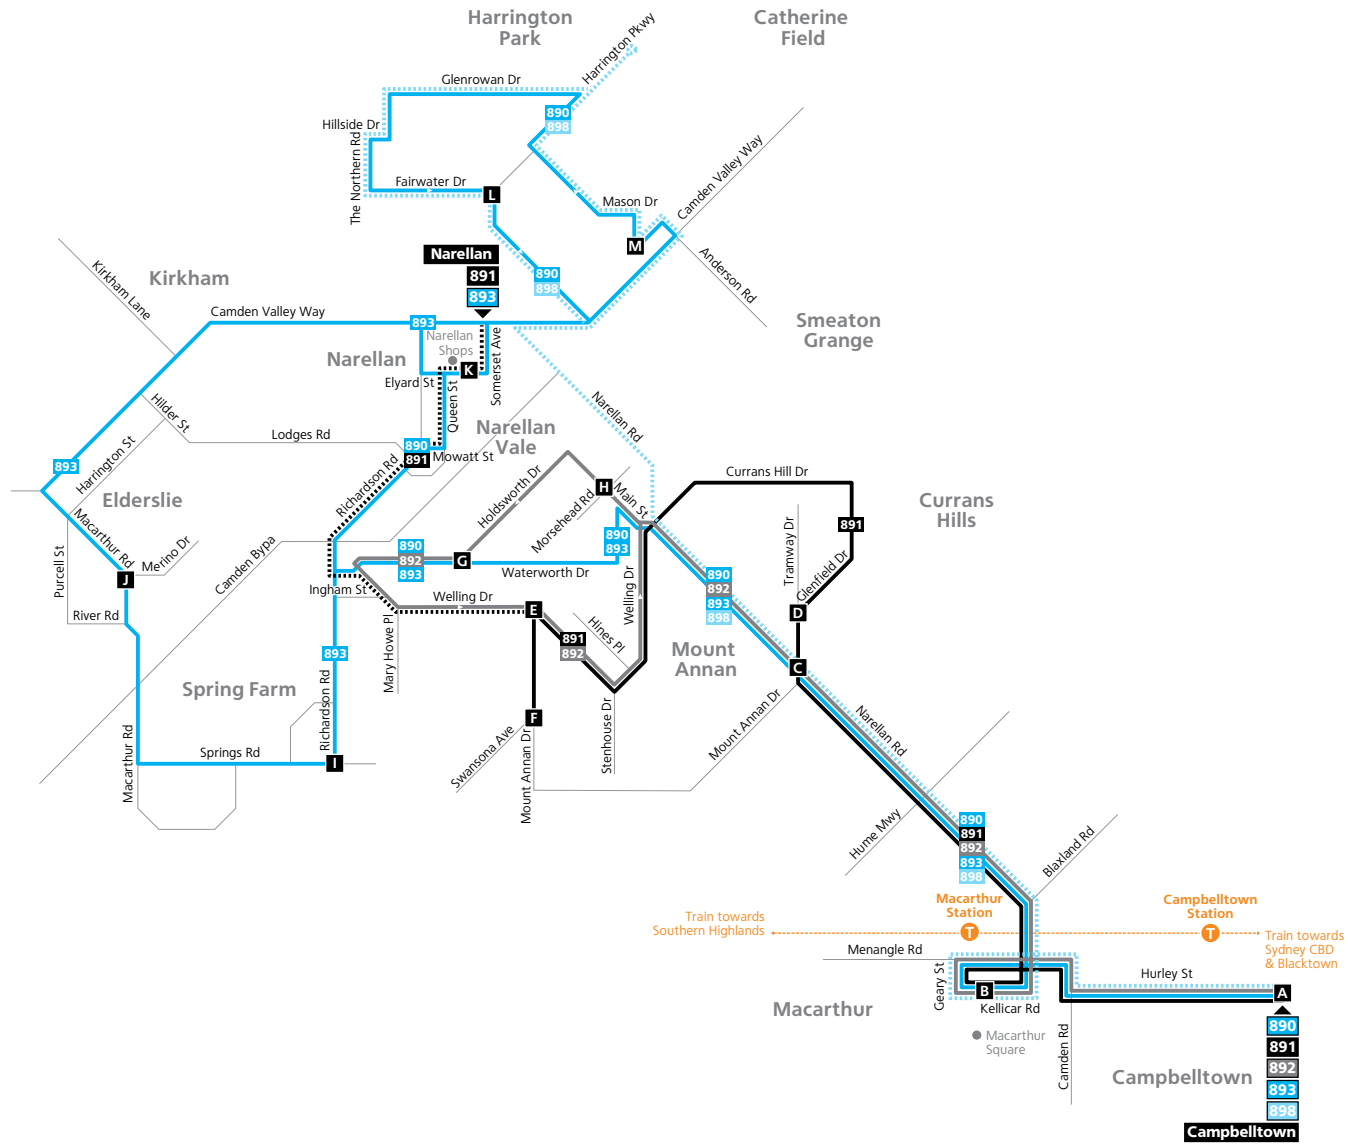 Harrington
Park
Catherine
Field
Harrington Pkwy
Glenrowan Dr
890
898
Hillside Dr
The Northern Rd
Fairwater Dr
L
Mason Dr
M
Camden Valley Way
Anderson Rd
Narellan
891
893
890
898
Kirkham
Kirkham Lane
Camden Valley Way
893
Narellan
Shops
K
Somerset Ave
Smeaton
Grange
Narellan
Elyard St
Queen St
Narellan Rd
Hilder St
Lodges Rd
Narellan
Vale
890
891
Mowatt St
893
Harrington St
Elderslie
Richardson Rd
Holdsworth Dr
H
Morsehead Rd
Main St
Currans Hill Dr
891
Currans
Hills
Tramway Dr
Glenfield Dr
D
Macarthur Rd
Purcell St
J
Merino Dr
River Rd
Camden Bypa
890
892
893
G
Waterworth Dr
890
893
890
892
893
898
Ingham St
Welling Dr
E
Welling Dr
891
892
Hines Pl
Mary Howe Pl
893
Mount
Annan
C
Spring Farm
Richardson Rd
Macarthur Rd
Springs Rd
I
F
Swansona Ave
Mount Annan Dr
Stenhouse Dr
Mount Annan Dr
Narellan Rd
Hume Mwy
890
891
892
893
898
Blaxland Rd
Macarthur
Station
T
Campbelltown
Station
T
Train towards
Southern Highlands
Train towards
Sydney CBD
& Blacktown
Menangle Rd
Geary St
B
Kellicar Rd
Hurley St
A
Macarthur
Macarthur
Square
Camden Rd
Campbelltown
890
891
892
893
898
Campbelltown